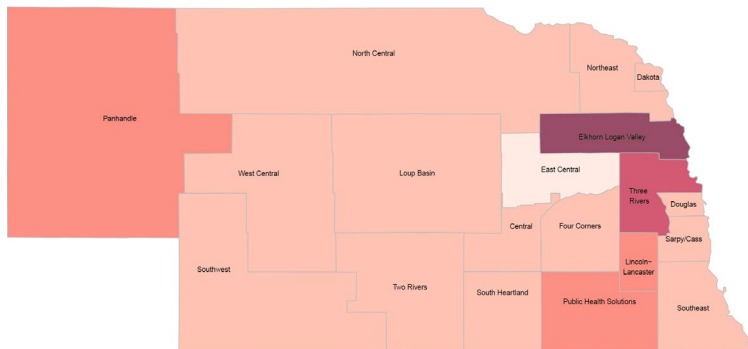 North Central
Northeast
Dakota
Panhandle
Elkhorn Logan Valley
West Central
Loup Basin
East Central
Three
Rivers
Douglas
Central
Four Corners
Sarpy/Cass
Southwest
Lincoln-
Lancaster
Two Rivers
South Heartland
Public Health Solutions
Southeast